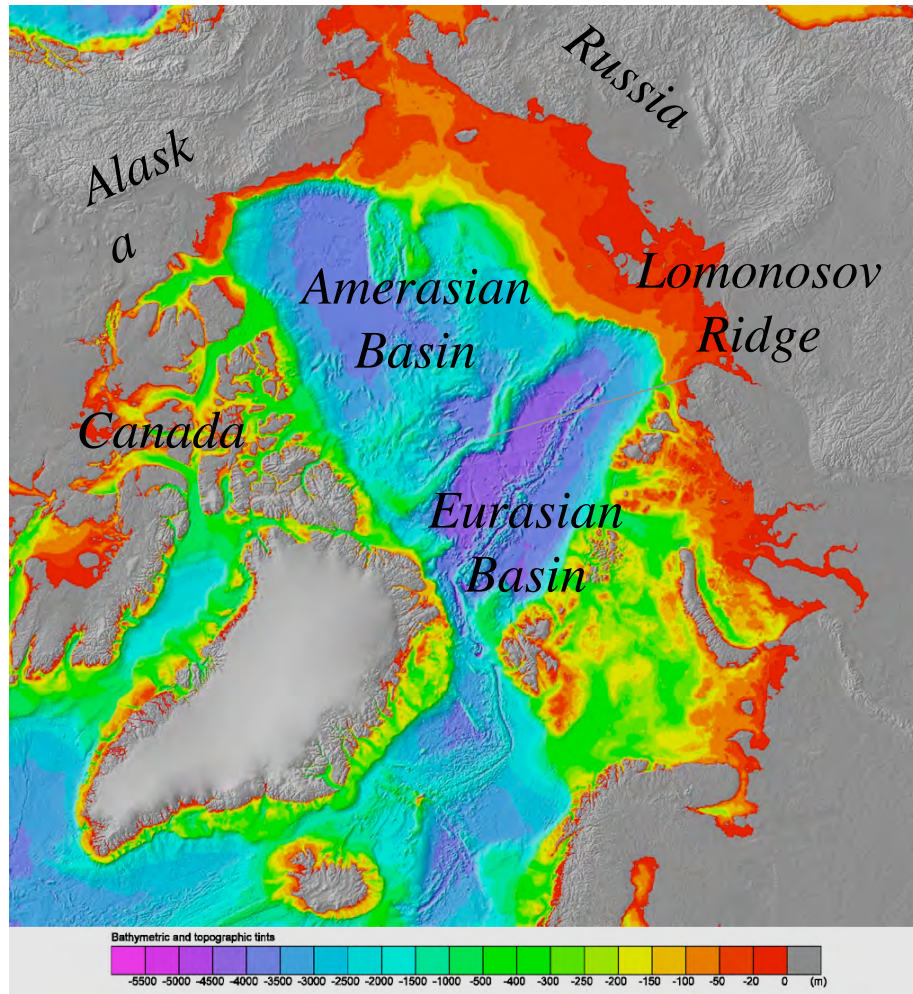 Russia
Alask
a
Lomonosov
Ridge
Amerasian
Basin
Canada
Eurasian
Basin
Bathymetric and topographic tints
-5500 -5000 -4500 -4000 -3500 -3000 -2500 -2000 -1500 -1000 -500 -400 -300 -250 -200 -150 -100 -50 -20 0 (m)